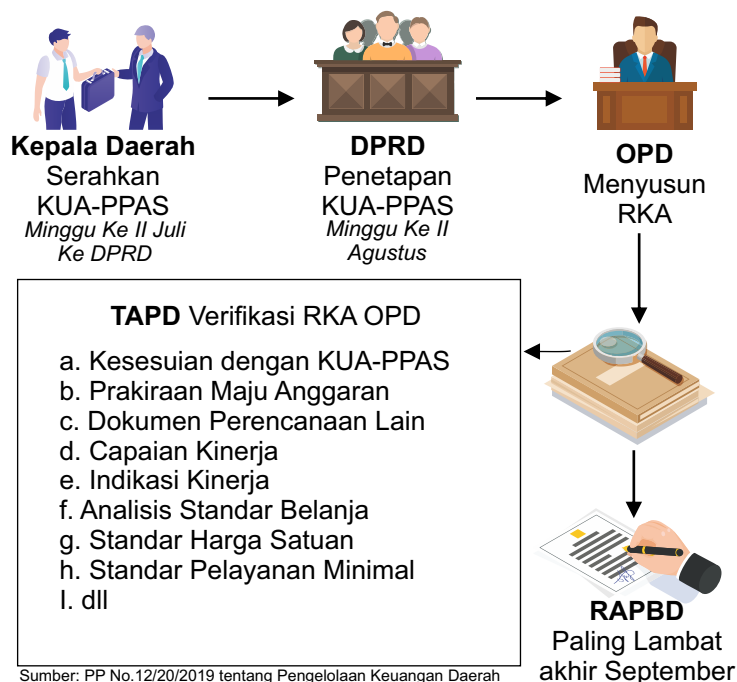 Kepala Daerah
Serahkan
KUA-PPAS
Minggu Ke II Juli
Ke DPRD
DPRD
Penetapan
KUA-PPAS
Minggu Ke II
Agustus
OPD
Menyusun
RKA
TAPD Verifikasi RKA OPD
a. Kesesuian dengan KUA-PPAS
b. Prakiraan Maju Anggaran
c. Dokumen Perencanaan Lain
d. Capaian Kinerja
e. Indikasi Kinerja
f. Analisis Standar Belanja
g. Standar Harga Satuan
h. Standar Pelayanan Minimal
I. dll
RAPBD
Paling Lambat
akhir September
Sumber: PP No.12/20/2019 tentang Pengelolaan Keuangan Daerah